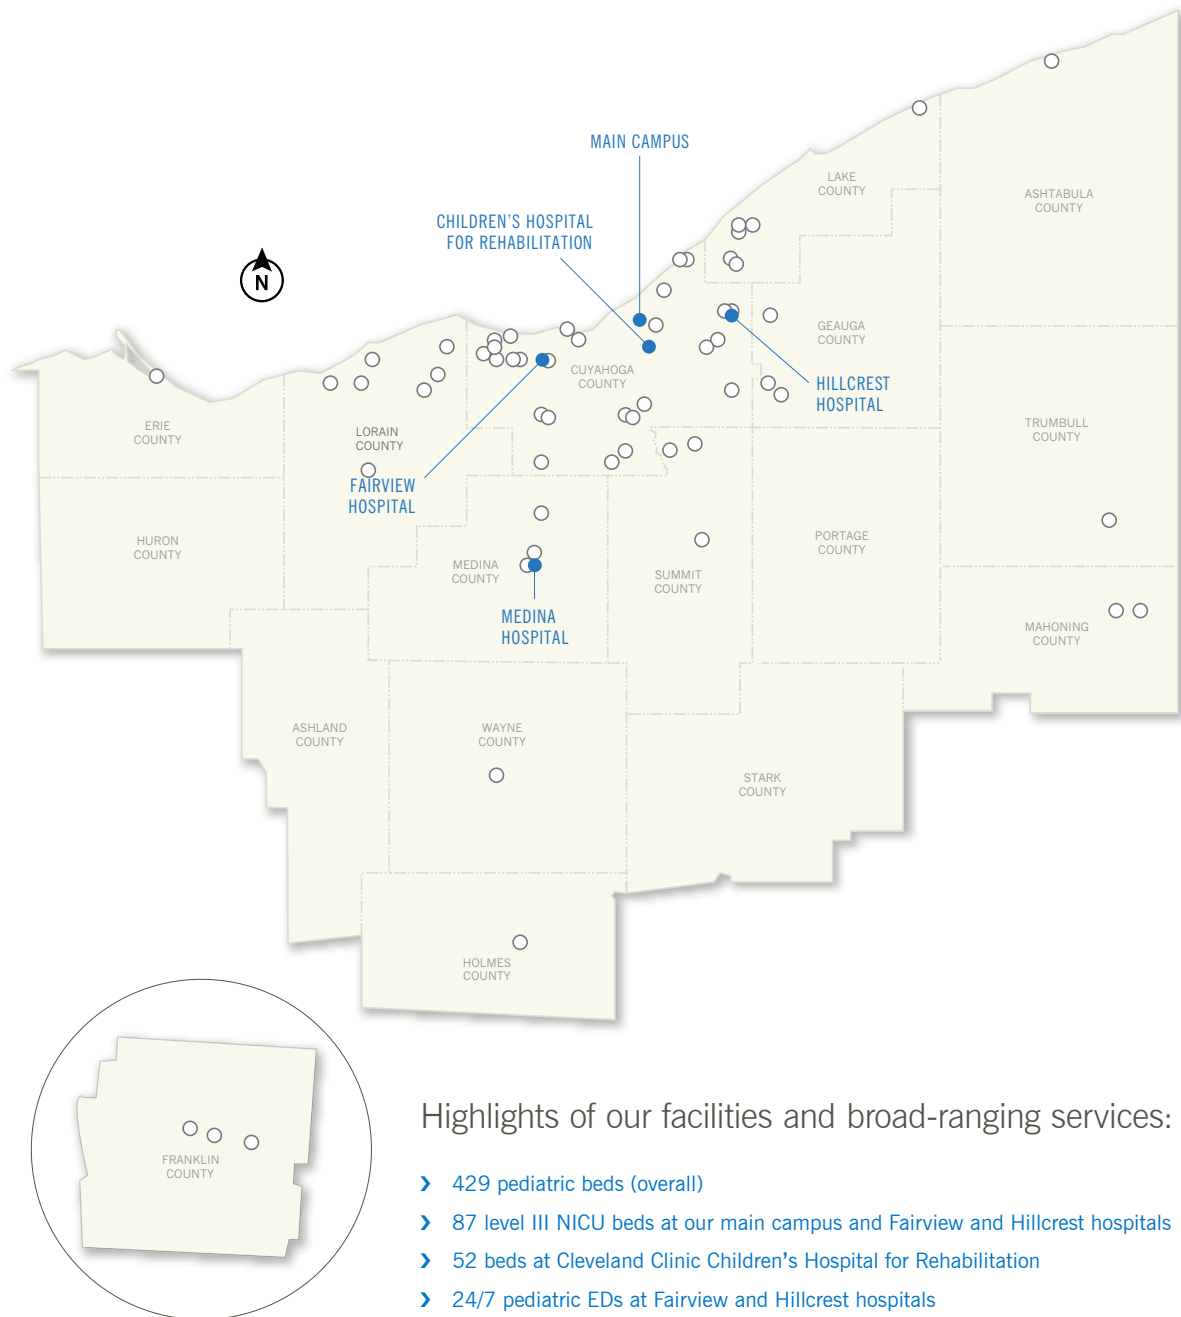 MAIN CAMPUS
LAKE
COUNTY
ASHTABULA
COUNTY
CHILDREN'S HOSPITAL
FOR REHABILITATION
N
GEAUGA
COUNTY
CUYAHOGA
COUNTY
HILLCREST
HOSPITAL
ERIE
COUNTY
LORAIN
COUNTY
TRUMBULL
COUNTY
FAIRVIEW
HOSPITAL
HURON
COUNTY
MEDINA
COUNTY
SUMMIT
COUNTY
PORTAGE
COUNTY
MEDINA
HOSPITAL
MAHONING
COUNTY
ASHLAND
COUNTY
WAYNE
COUNTY
STARK
COUNTY
HOLMES
COUNTY
FRANKLIN
COUNTY
Highlights of our facilities and broad-ranging services:
› 429 pediatric beds (overall)
› 87 level III NICU beds at our main campus and Fairview and Hillcrest hospitals
› 52 beds at Cleveland Clinic Children's Hospital for Rehabilitation
› 24/7 pediatric EDs at Fairview and Hillcrest hospitals